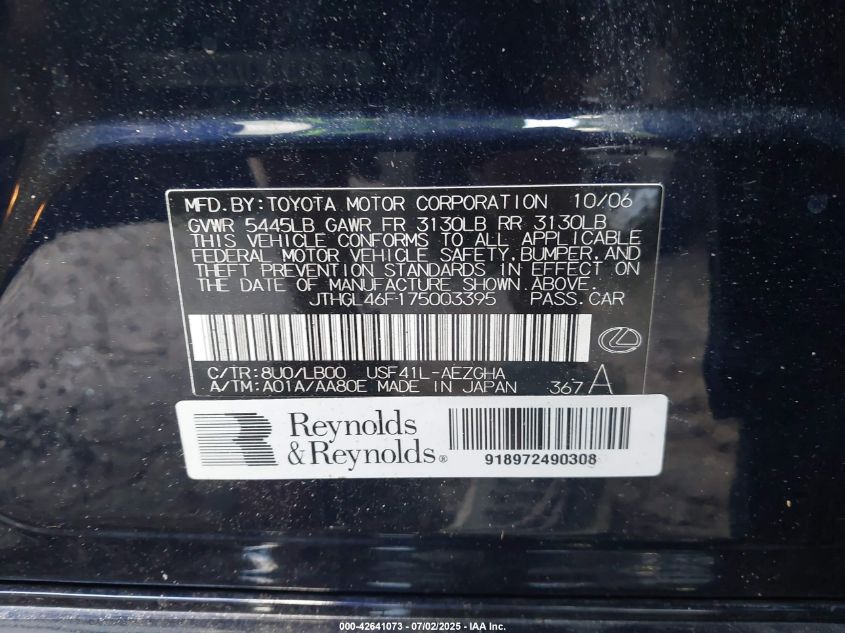 MFD.BY:TOYOTA MOTOR CORPORATION 10/06
GVWR 5445LB GAWR FR 3130LB RR 3130LB
THIS VEHICLE CONFORMS TO ALL APPLICABLE
FEDERAL MOTOR VEHICLE SAFETY,BUMPER,AND
THEFT PREVENTION STANDARDS IN EFFECT ON
THE DATE OF MANUFACTURE SHOWN ABOVE.
JTHGL46F175003395 PASS.CAR
C/TR:8U0/LB00 USF41L-AEZGHA
A/TM:A01A/AA80E MADE IN JAPAN 367 A
Reynolds
&Reynolds®
918972490308
000-42641073 - 07/02/2025 - IAA Inc.